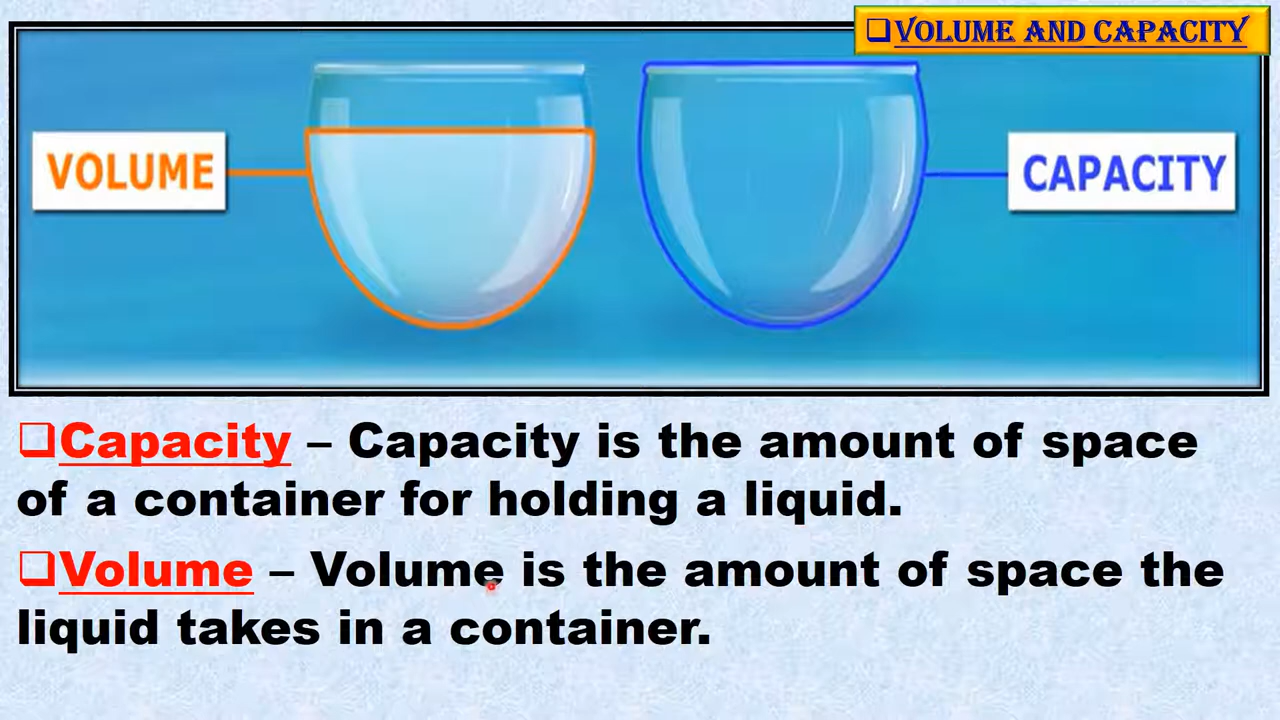 ❑VOLUME AND CAPACITY
VOLUME
CAPACITY
❑Capacity – Capacity is the amount of space
of a container for holding a liquid.
❑Volume – Volume is the amount of space the
liquid takes in a container.